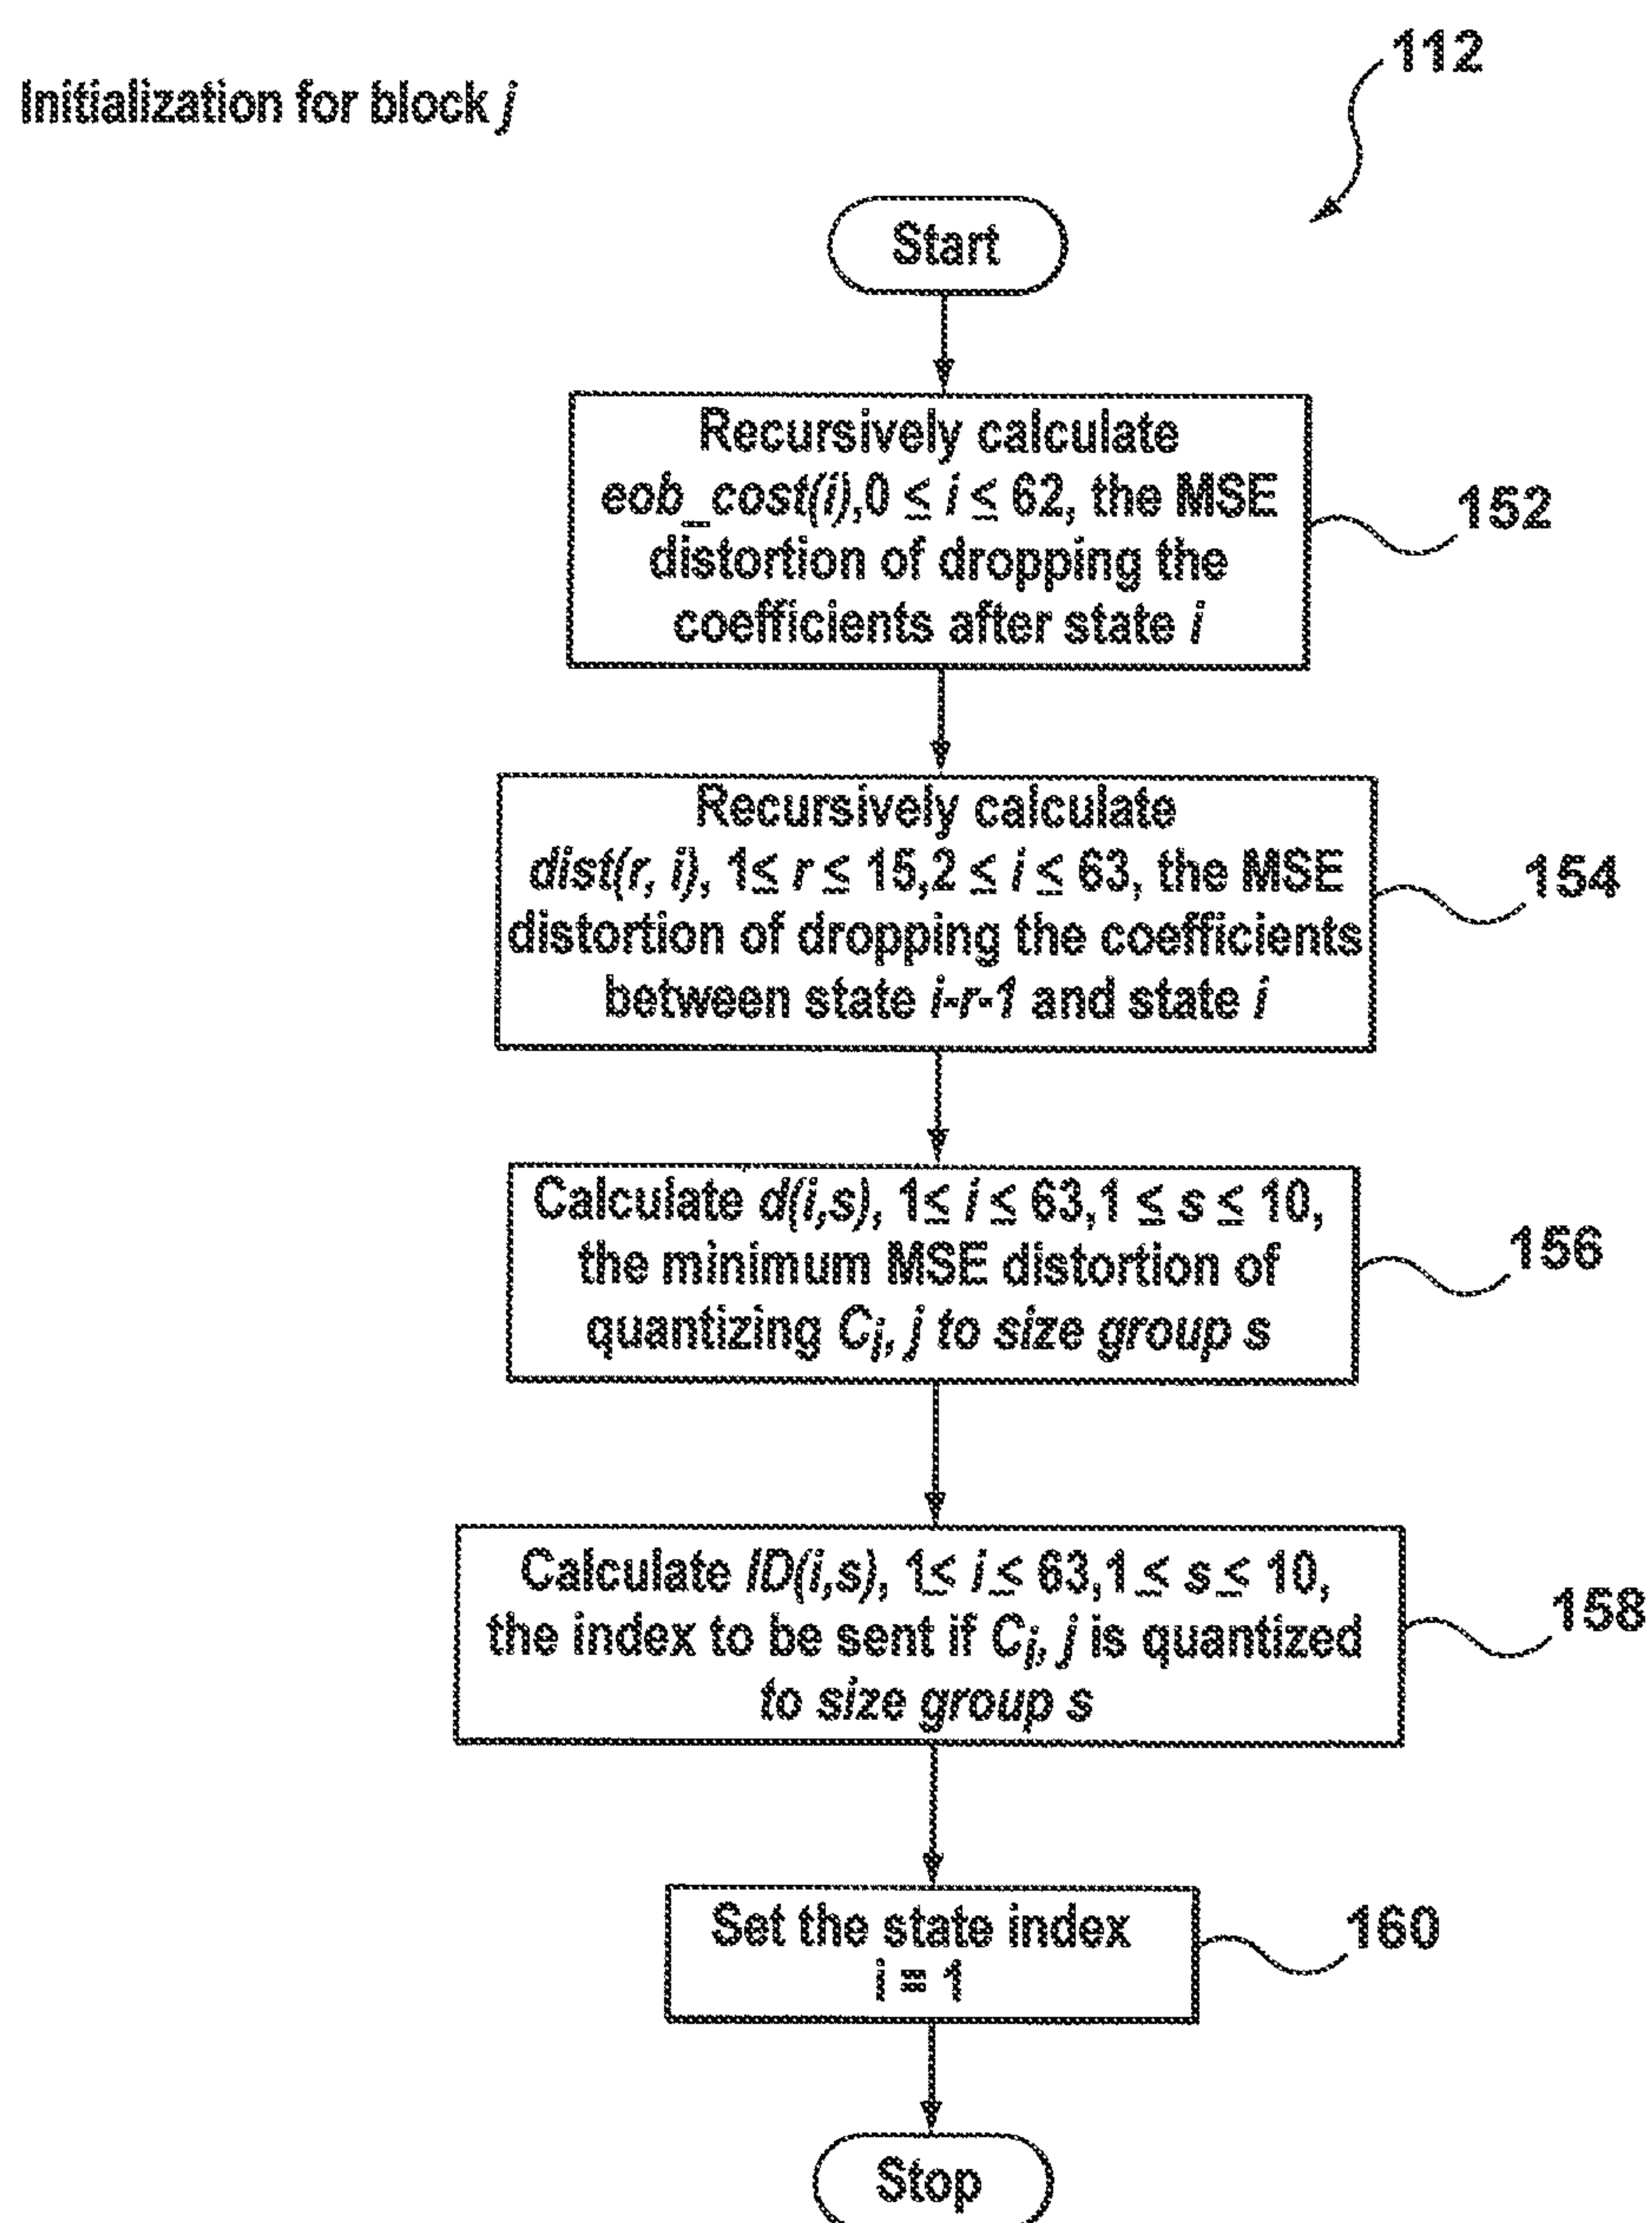 112
Initialization for block j
Start
Recursively calculate
eob_cost(i),0 ≤ i ≤ 62, the MSE
distortion of dropping the
coefficients after state i
152
Recursively calculate
dist(r, i), 1≤ r ≤ 15,2 ≤ i ≤ 63, the MSE
distortion of dropping the coefficients
between state i-r-1 and state i
154
Calculate d(i,s), 1≤ i ≤ 63,1 ≤ s ≤ 10,
the minimum MSE distortion of
quantizing Ci, j to size group s
156
Calculate ID(i,s), 1≤ i ≤ 63,1 ≤ s ≤ 10,
the index to be sent if Ci, j is quantized
to size group s
158
Set the state index
i = 1
160
Stop